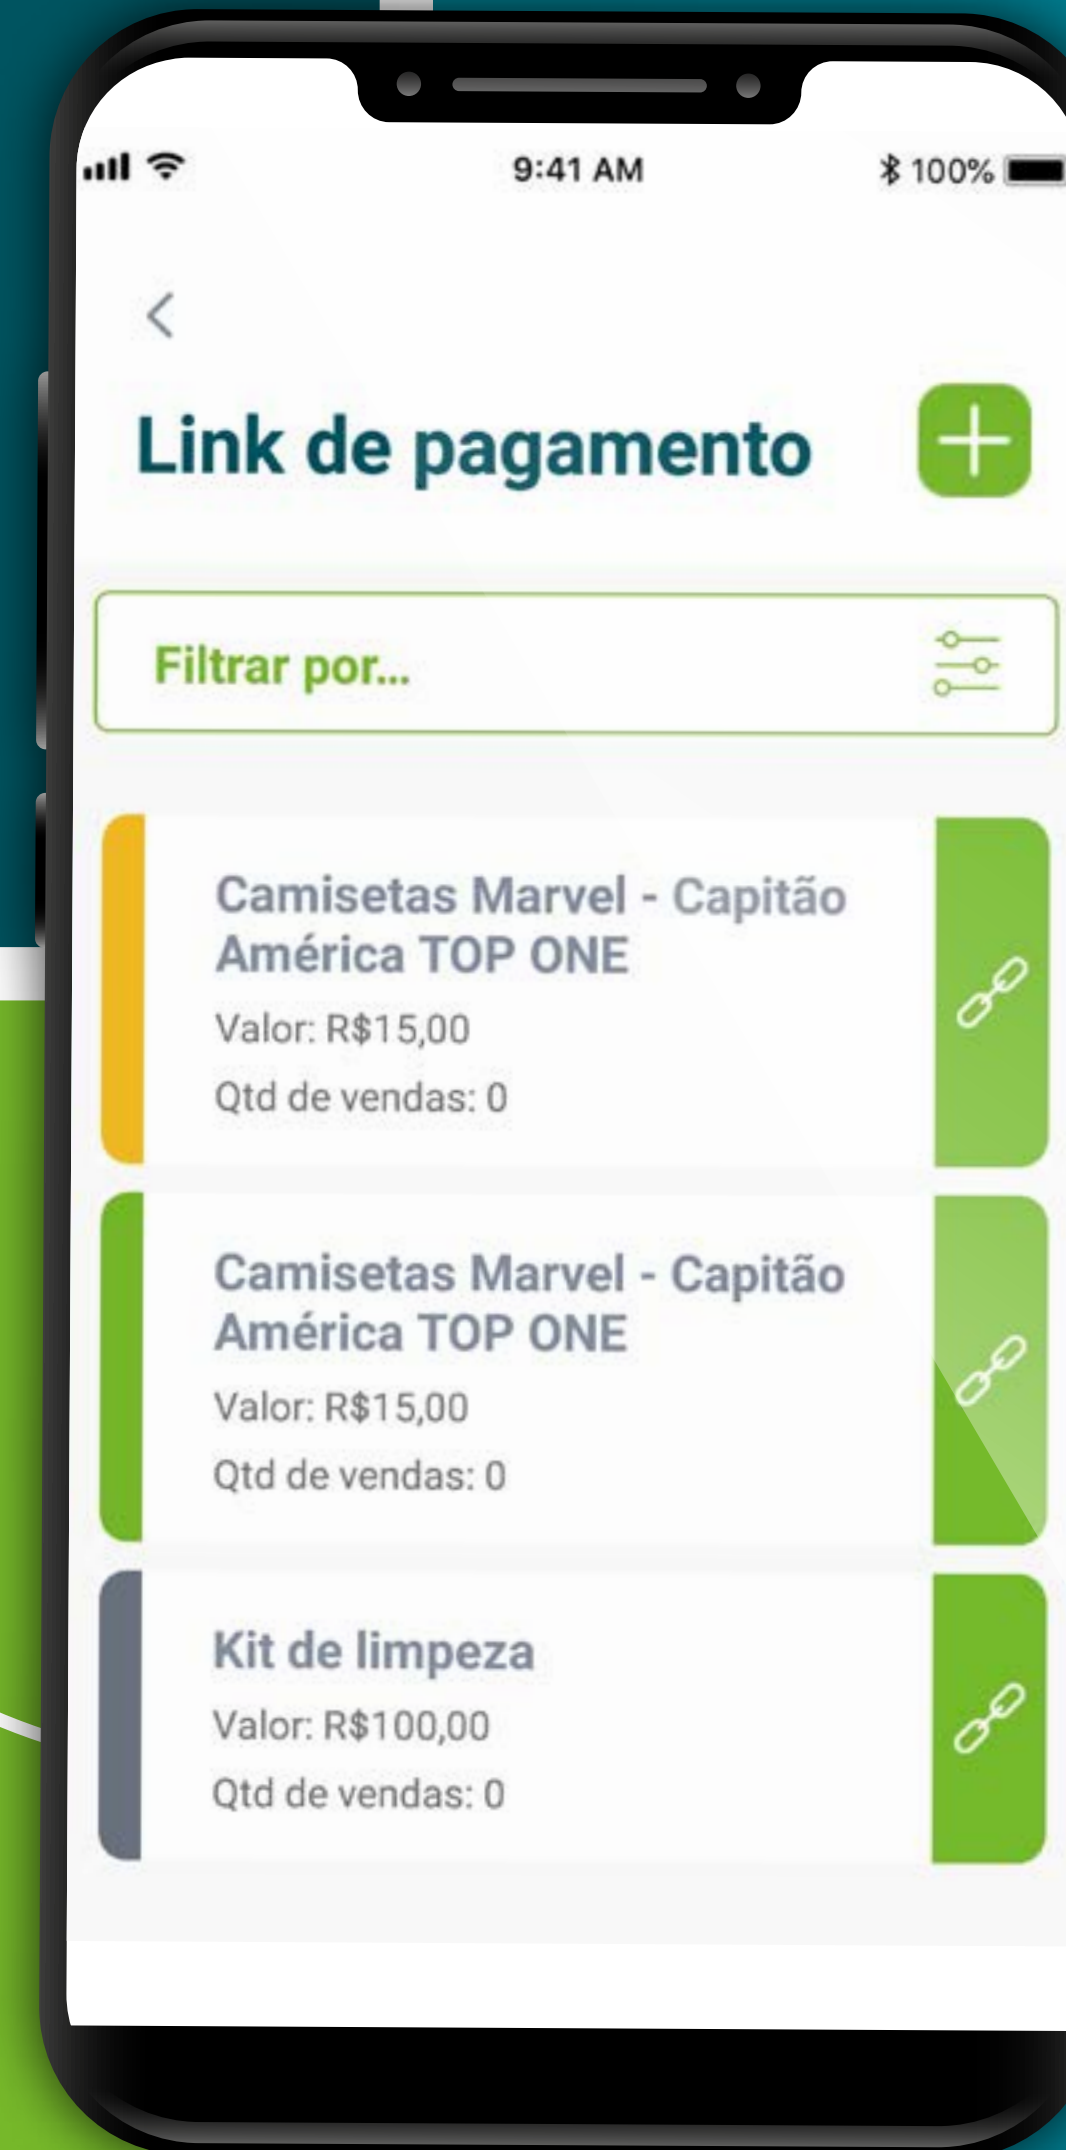 9:41 AM
100%
Link de pagamento
Filtrar por...
Camisetas Marvel - Capitão
América TOP ONE
Valor: R$15,00
Qtd de vendas: 0
Camisetas Marvel - Capitão
América TOP ONE
Valor: R$15,00
Qtd de vendas: 0
Kit de limpeza
Valor: R$100,00
Qtd de vendas: 0